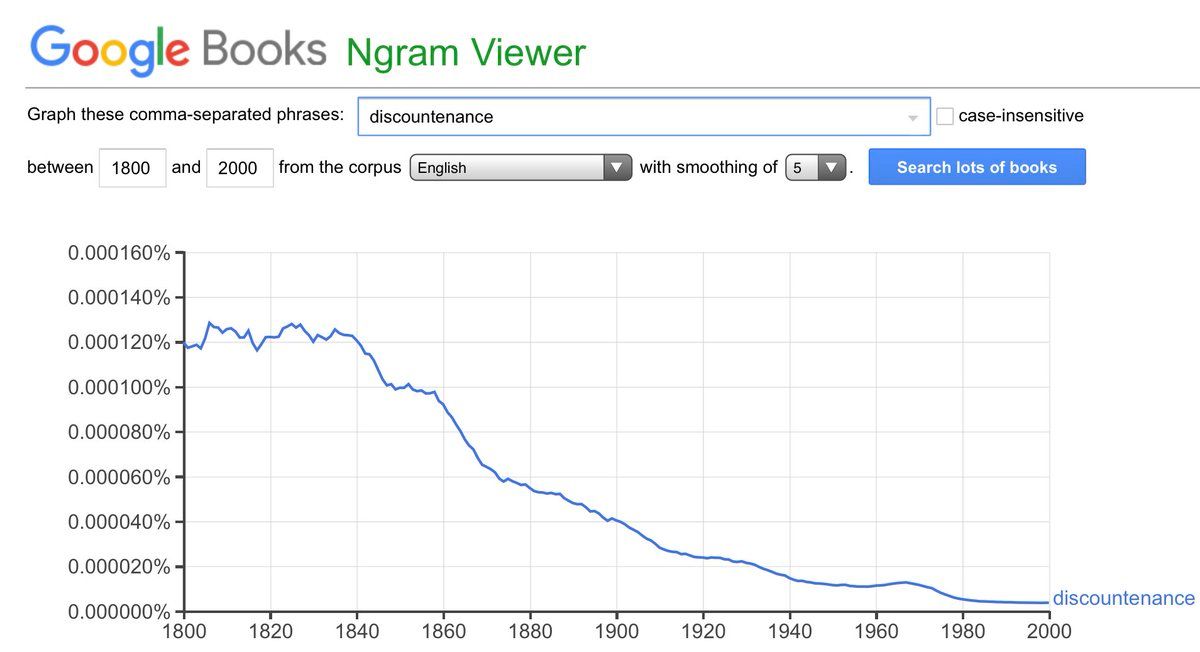 Google Books Ngram Viewer
Graph these comma-separated phrases: discountenance case-insensitive
between 1800 and 2000 from the corpus English with smoothing of 5 . Search lots of books
0.000160%
0.000140%
0.000120%
0.000100%
0.000080%
0.000060%
0.000040%
0.000020%
0.000000%
discountenance
1800 1820 1840 1860 1880 1900 1920 1940 1960 1980 2000